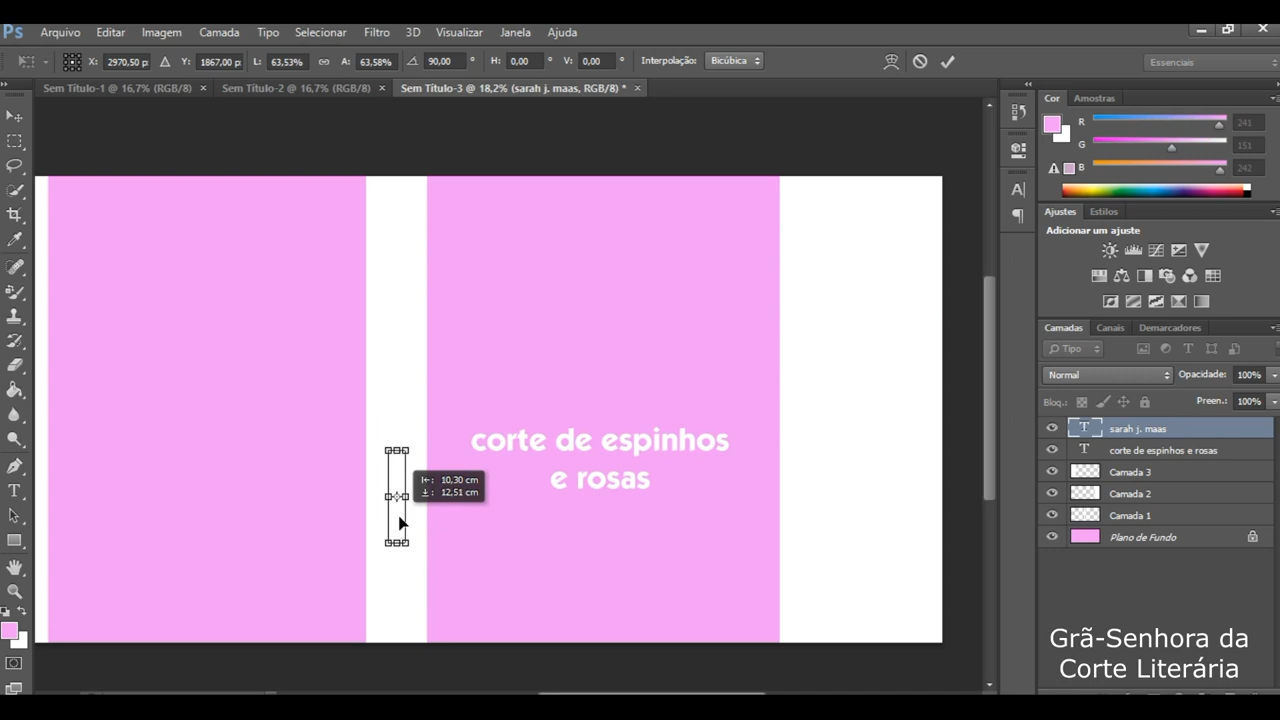 Ps Arquivo Editar Imagem Camada Tipo Selecionar Filtro 3D Visualizar Janela Ajuda
X: 2970,50 p: Y: 1867,00 p: L: 63,53% A: 63,58% 90,00 ° H: 0,00 ° V: 0,00 ° Interpolação: Bicúbica Essenciais
Sem Título-1 @ 16,7% (RGB/8) × Sem Título-2 @ 16,7% (RGB/8) × Sem Título-3 @ 18,2% (sarah j. maas, RGB/8) * ×
Cor Amostras
R 241
G 151
B 242
Ajustes Estilos
Adicionar um ajuste
Camadas Canais Demarcadores
Tipo
Normal Opacidade: 100%
Bloq.: Preen.: 100%
T sarah j. maas
T corte de espinhos e rosas
Camada 3
Camada 2
Camada 1
Plano de Fundo
corte de espinhos
e rosas
10,30 cm
12,51 cm
Grã-Senhora da
Corte Literária